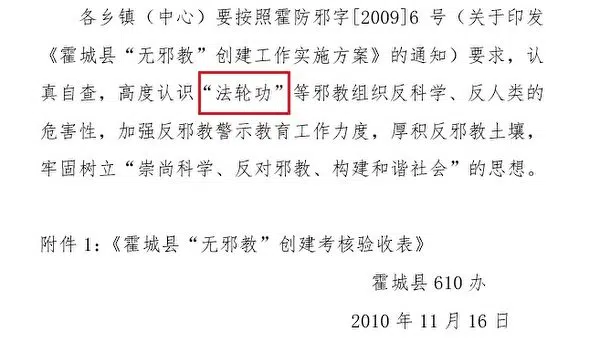 各乡镇（中心）要按照霍防邪字[2009]6 号（关于印发
《霍城县“无邪教”创建工作实施方案》的通知）要求，认
真自查，高度认识“法轮功”等邪教组织反科学、反人类的
危害性，加强反邪教警示教育工作力度，厚积反邪教土壤，
牢固树立“崇尚科学、反对邪教、构建和谐社会”的思想。
附件 1：《霍城县“无邪教”创建考核验收表》
霍城县 610 办
2010 年 11 月 16 日